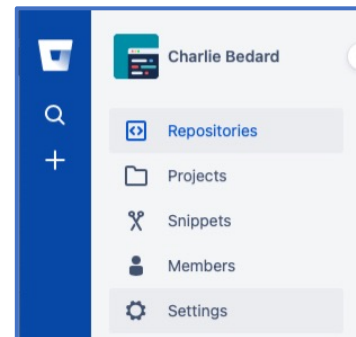 Charlie Bedard
Repositories
Projects
Snippets
Members
Settings